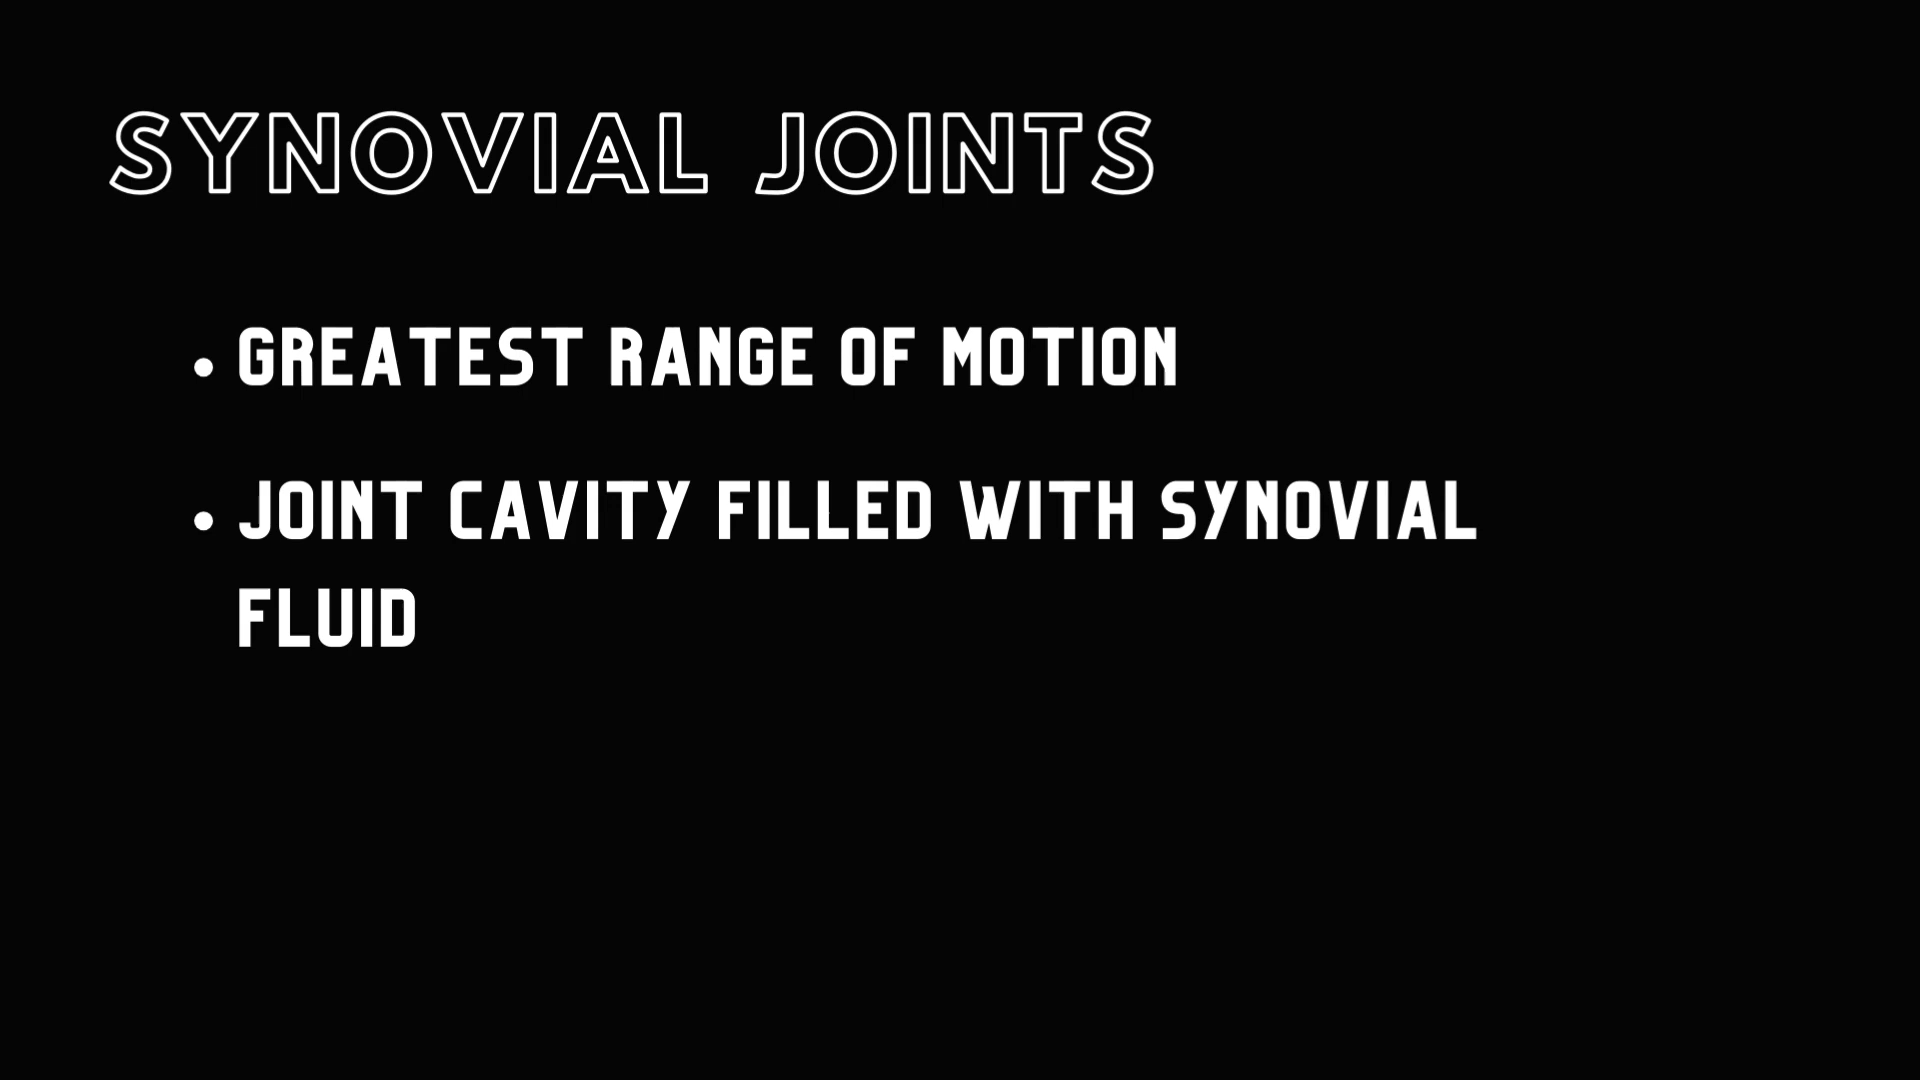 SYNOVIAL JOINTS
• GREATEST RANGE OF MOTION
• JOINT CAVITY FILLED WITH SYNOVIAL
FLUID